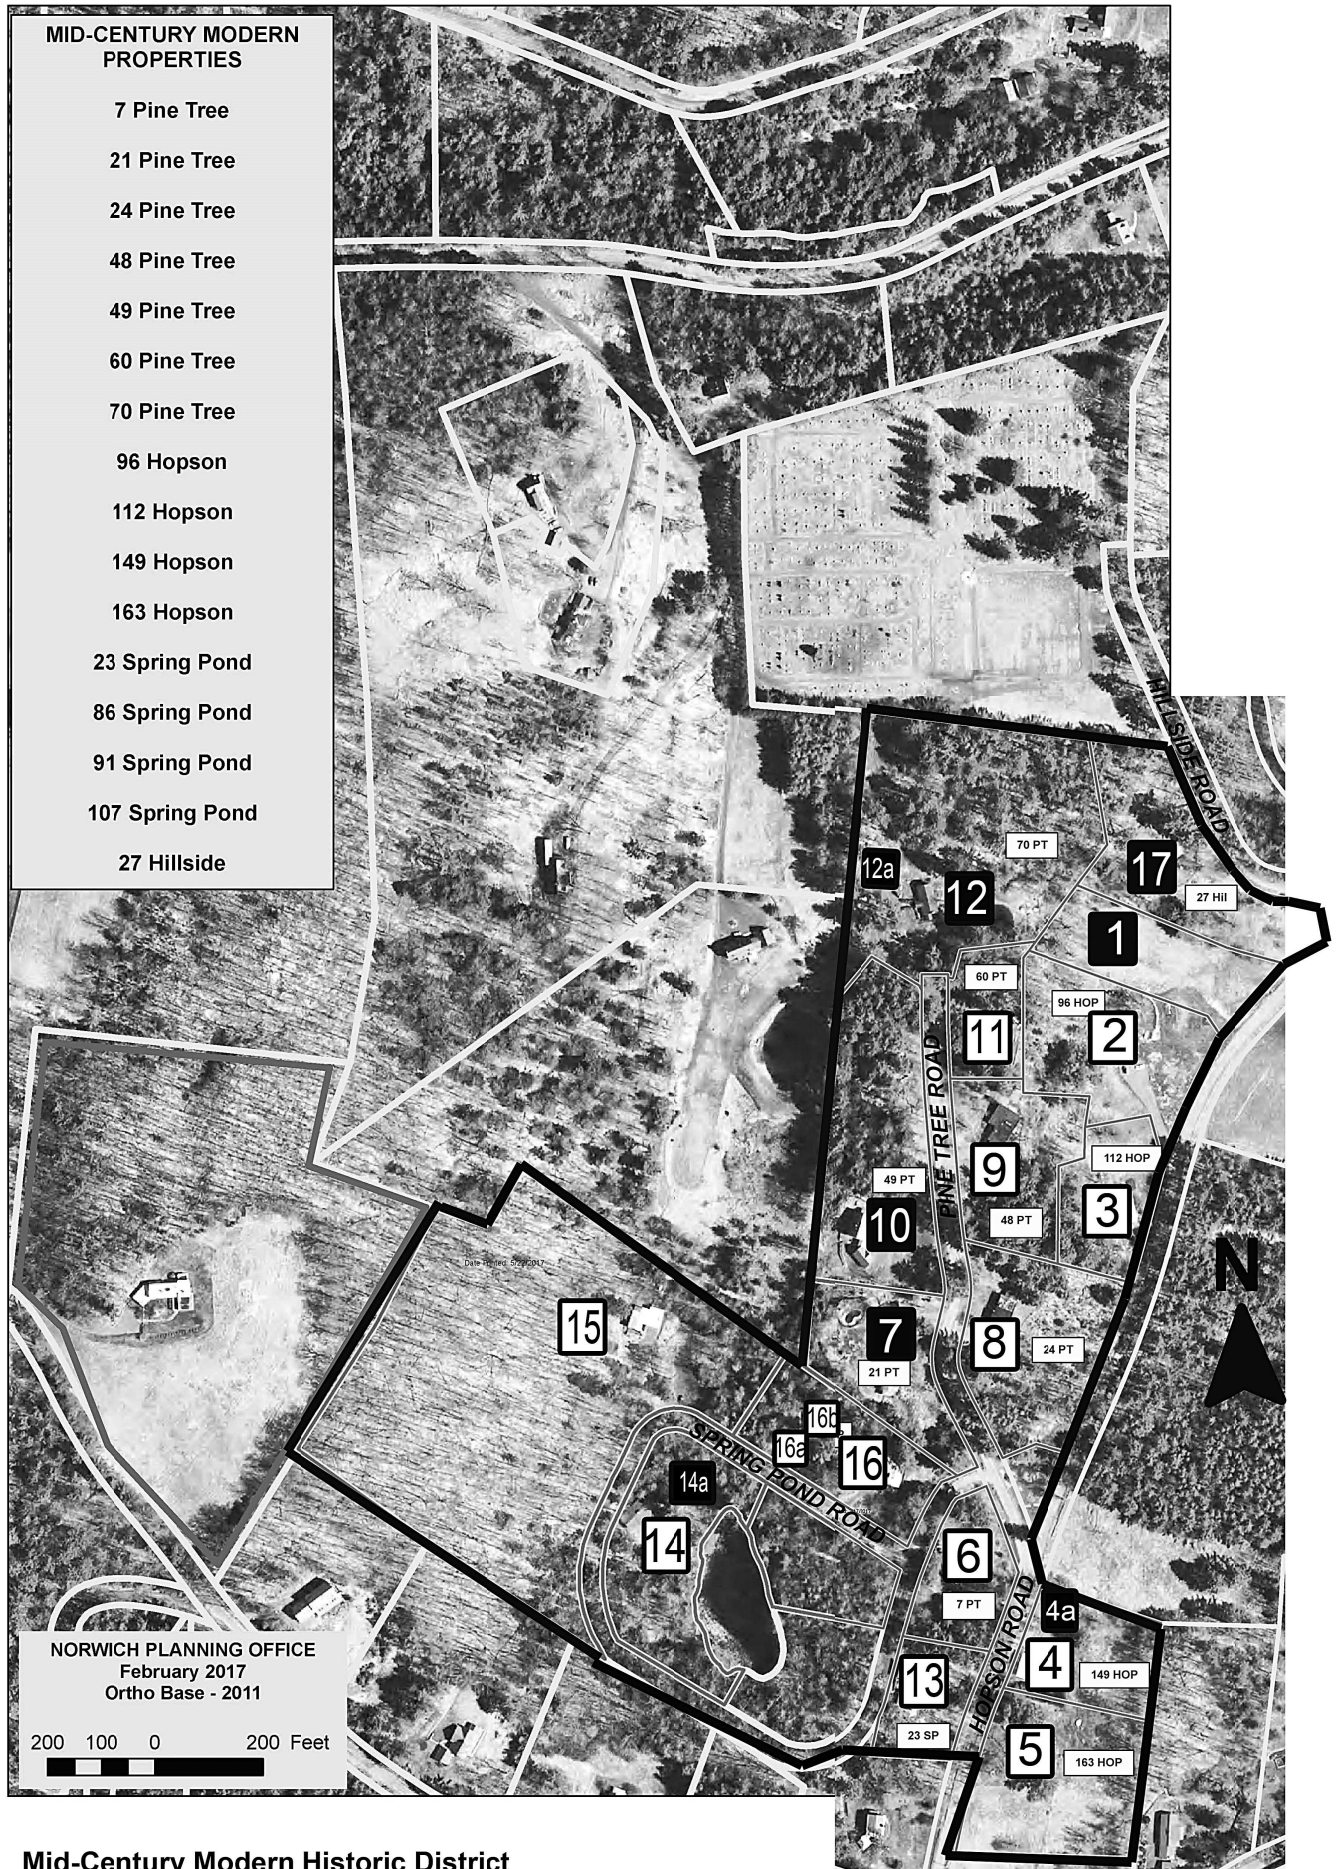 MID-CENTURY MODERN
PROPERTIES
7 Pine Tree
21 Pine Tree
24 Pine Tree
48 Pine Tree
49 Pine Tree
60 Pine Tree
70 Pine Tree
96 Hopson
112 Hopson
149 Hopson
163 Hopson
23 Spring Pond
86 Spring Pond
91 Spring Pond
107 Spring Pond
27 Hillside
HILLSIDE ROAD
70 PT
12a
12
17
27 Hil
1
60 PT
96 HOP
11
2
PINE TREE ROAD
9
112 HOP
49 PT
10
48 PT
3
N
Date Printed: 5/22/2017
15
7
8
24 PT
21 PT
16b
16a
16
SPRING POND ROAD
14a
14
6
7 PT
4a
HOPSON ROAD
4
149 HOP
13
23 SP
5
163 HOP
NORWICH PLANNING OFFICE
February 2017
Ortho Base - 2011
200 100 0 200 Feet
Mid-Century Modern Historic District